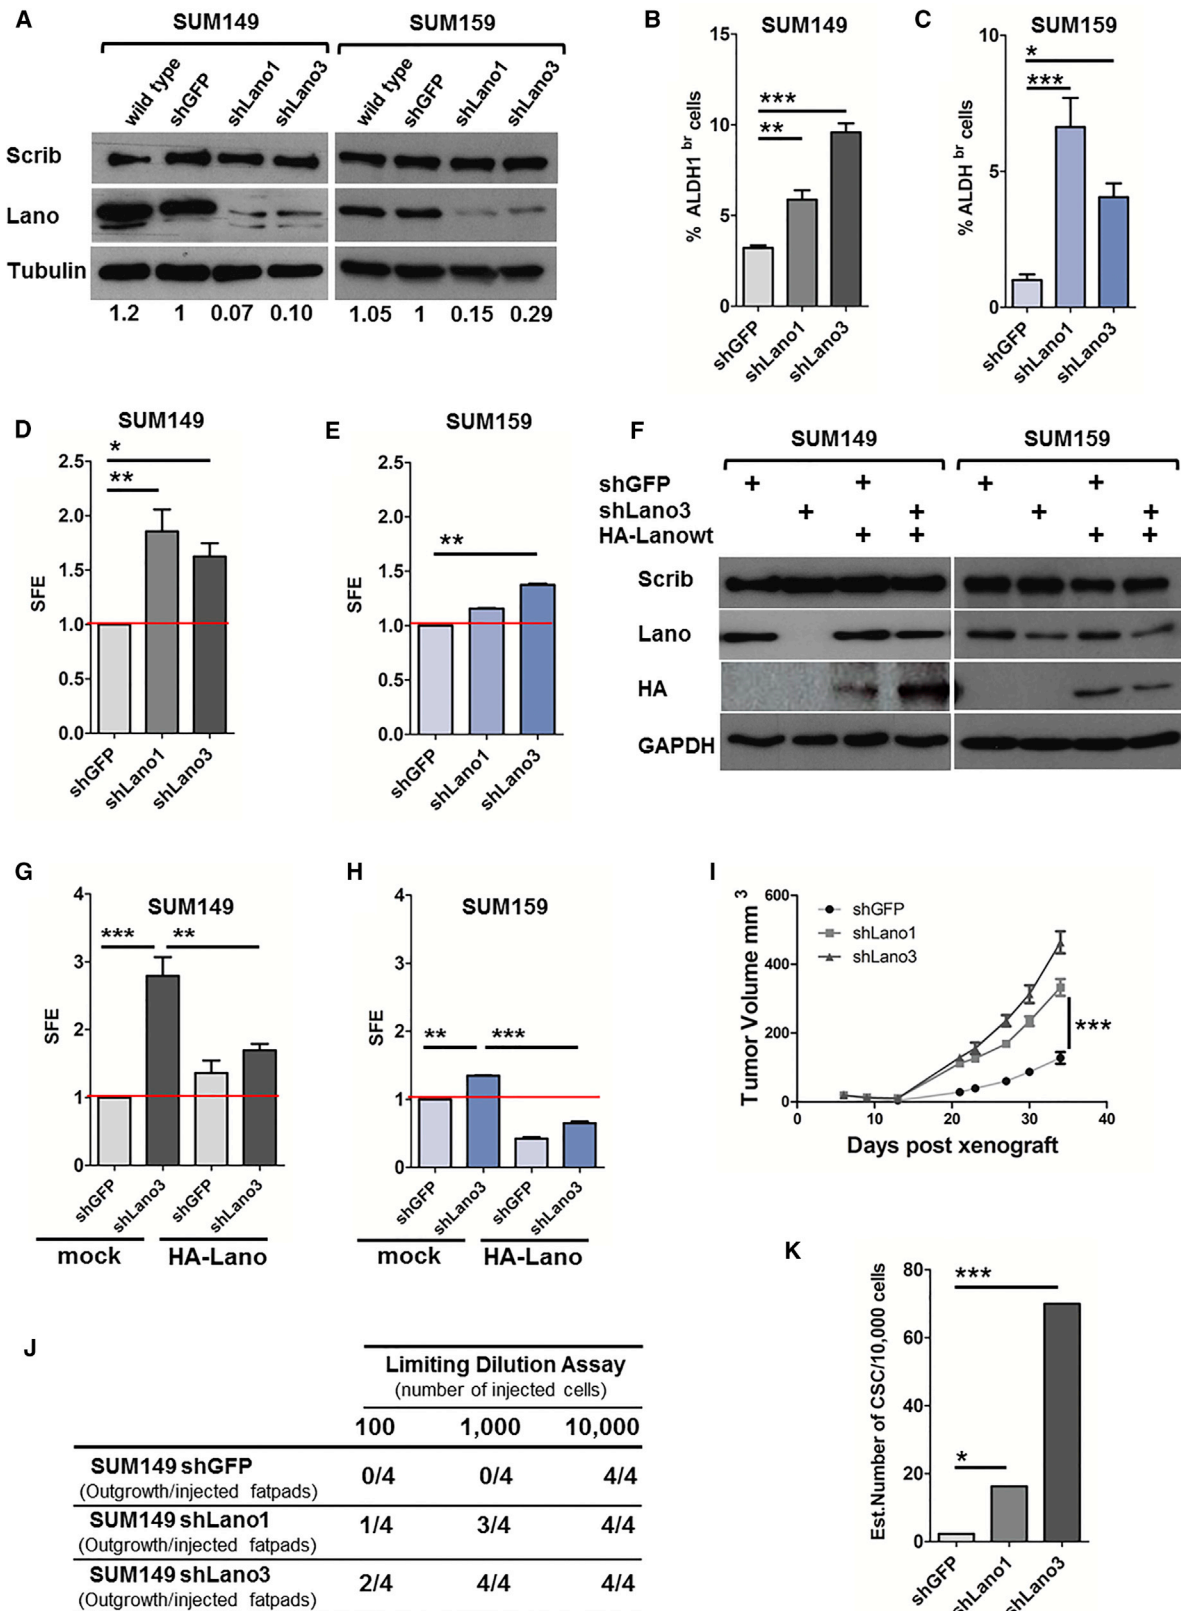 A
SUM149
SUM159
wild type
shGFP
shLano1
shLano3
wild type
shGFP
shLano1
shLano3
Scrib
Lano
Tubulin
1.2 1 0.07 0.10
1.05 1 0.15 0.29
B
SUM149
% ALDH1 br cells
15
10
5
0
***
**
shGFP
shLano1
shLano3
C
SUM159
% ALDH br cells
10
5
0
*
***
shGFP
shLano1
shLano3
D
SUM149
SFE
2.5
2.0
1.5
1.0
0.5
0.0
*
**
shGFP
shLano1
shLano3
E
SUM159
SFE
2.5
2.0
1.5
1.0
0.5
0.0
**
shGFP
shLano1
shLano3
F
SUM149
SUM159
shGFP + + + +
shLano3 + + + +
HA-Lanowt + + + +
Scrib
Lano
HA
GAPDH
G
SUM149
SFE
4
3
2
1
0
*** **
shGFP
shLano3
shGFP
shLano3
mock HA-Lano
H
SUM159
SFE
4
3
2
1
0
** ***
shGFP
shLano3
shGFP
shLano3
mock HA-Lano
I
Tumor Volume mm 3
600
400
200
0
shGFP
shLano1
shLano3
***
0 10 20 30 40
Days post xenograft
J
Limiting Dilution Assay
(number of injected cells)
100 1,000 10,000
SUM149 shGFP
(Outgrowth/injected fatpads)
0/4 0/4 4/4
SUM149 shLano1
(Outgrowth/injected fatpads)
1/4 3/4 4/4
SUM149 shLano3
(Outgrowth/injected fatpads)
2/4 4/4 4/4
K
Est.Number of CSC/10,000 cells
80
60
40
20
0
***
*
shGFP
shLano1
shLano3